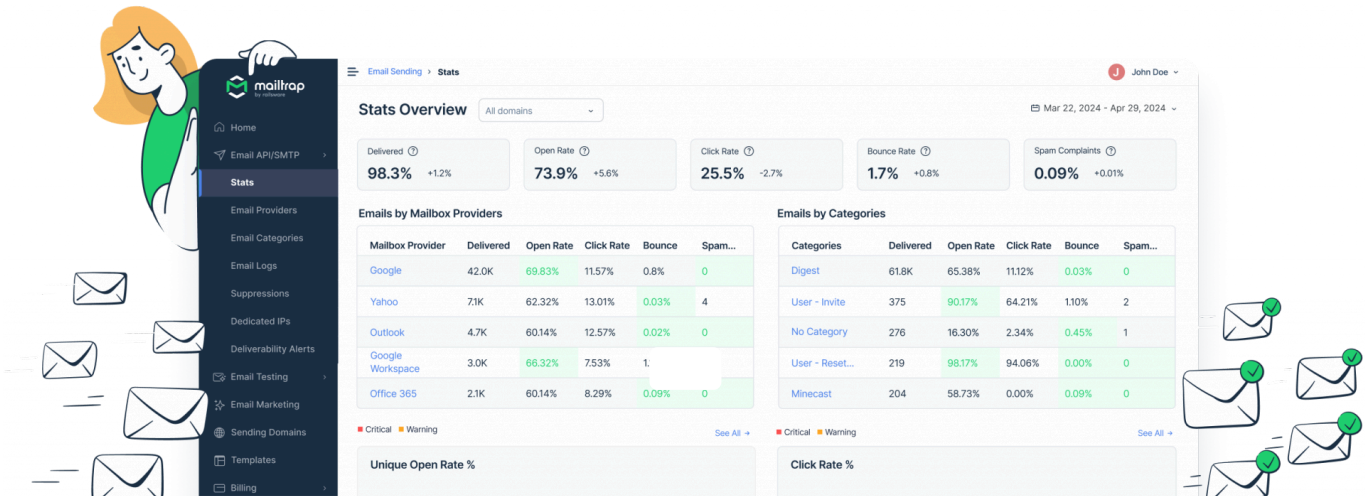 mailtrap
by railsware
Home
Email API/SMTP
Stats
Email Providers
Email Categories
Email Logs
Suppressions
Dedicated IPs
Deliverability Alerts
Email Testing
Email Marketing
Sending Domains
Templates
Billing
Email Sending › Stats
J John Doe
Stats Overview All domains
Mar 22, 2024 - Apr 29, 2024
Delivered ?
98.3% +1.2%
Open Rate ?
73.9% +5.6%
Click Rate ?
25.5% -2.7%
Bounce Rate ?
1.7% +0.8%
Spam Complaints ?
0.09% +0.01%
Emails by Mailbox Providers
Mailbox Provider Delivered Open Rate Click Rate Bounce Spam...
Google 42.0K 69.83% 11.57% 0.8% 0
Yahoo 7.1K 62.32% 13.01% 0.03% 4
Outlook 4.7K 60.14% 12.57% 0.02% 0
Google
Workspace 3.0K 66.32% 7.53%
Office 365 2.1K 60.14% 8.29% 0.09% 0
Critical Warning
See All →
Unique Open Rate %
Emails by Categories
Categories Delivered Open Rate Click Rate Bounce Spam...
Digest 61.8K 65.38% 11.12% 0.03% 0
User - Invite 375 90.17% 64.21% 1.10% 2
No Category 276 16.30% 2.34% 0.45% 1
User - Reset... 219 98.17% 94.06% 0.00% 0
Minecast 204 58.73% 0.00% 0.09% 0
Critical Warning
See All →
Click Rate %